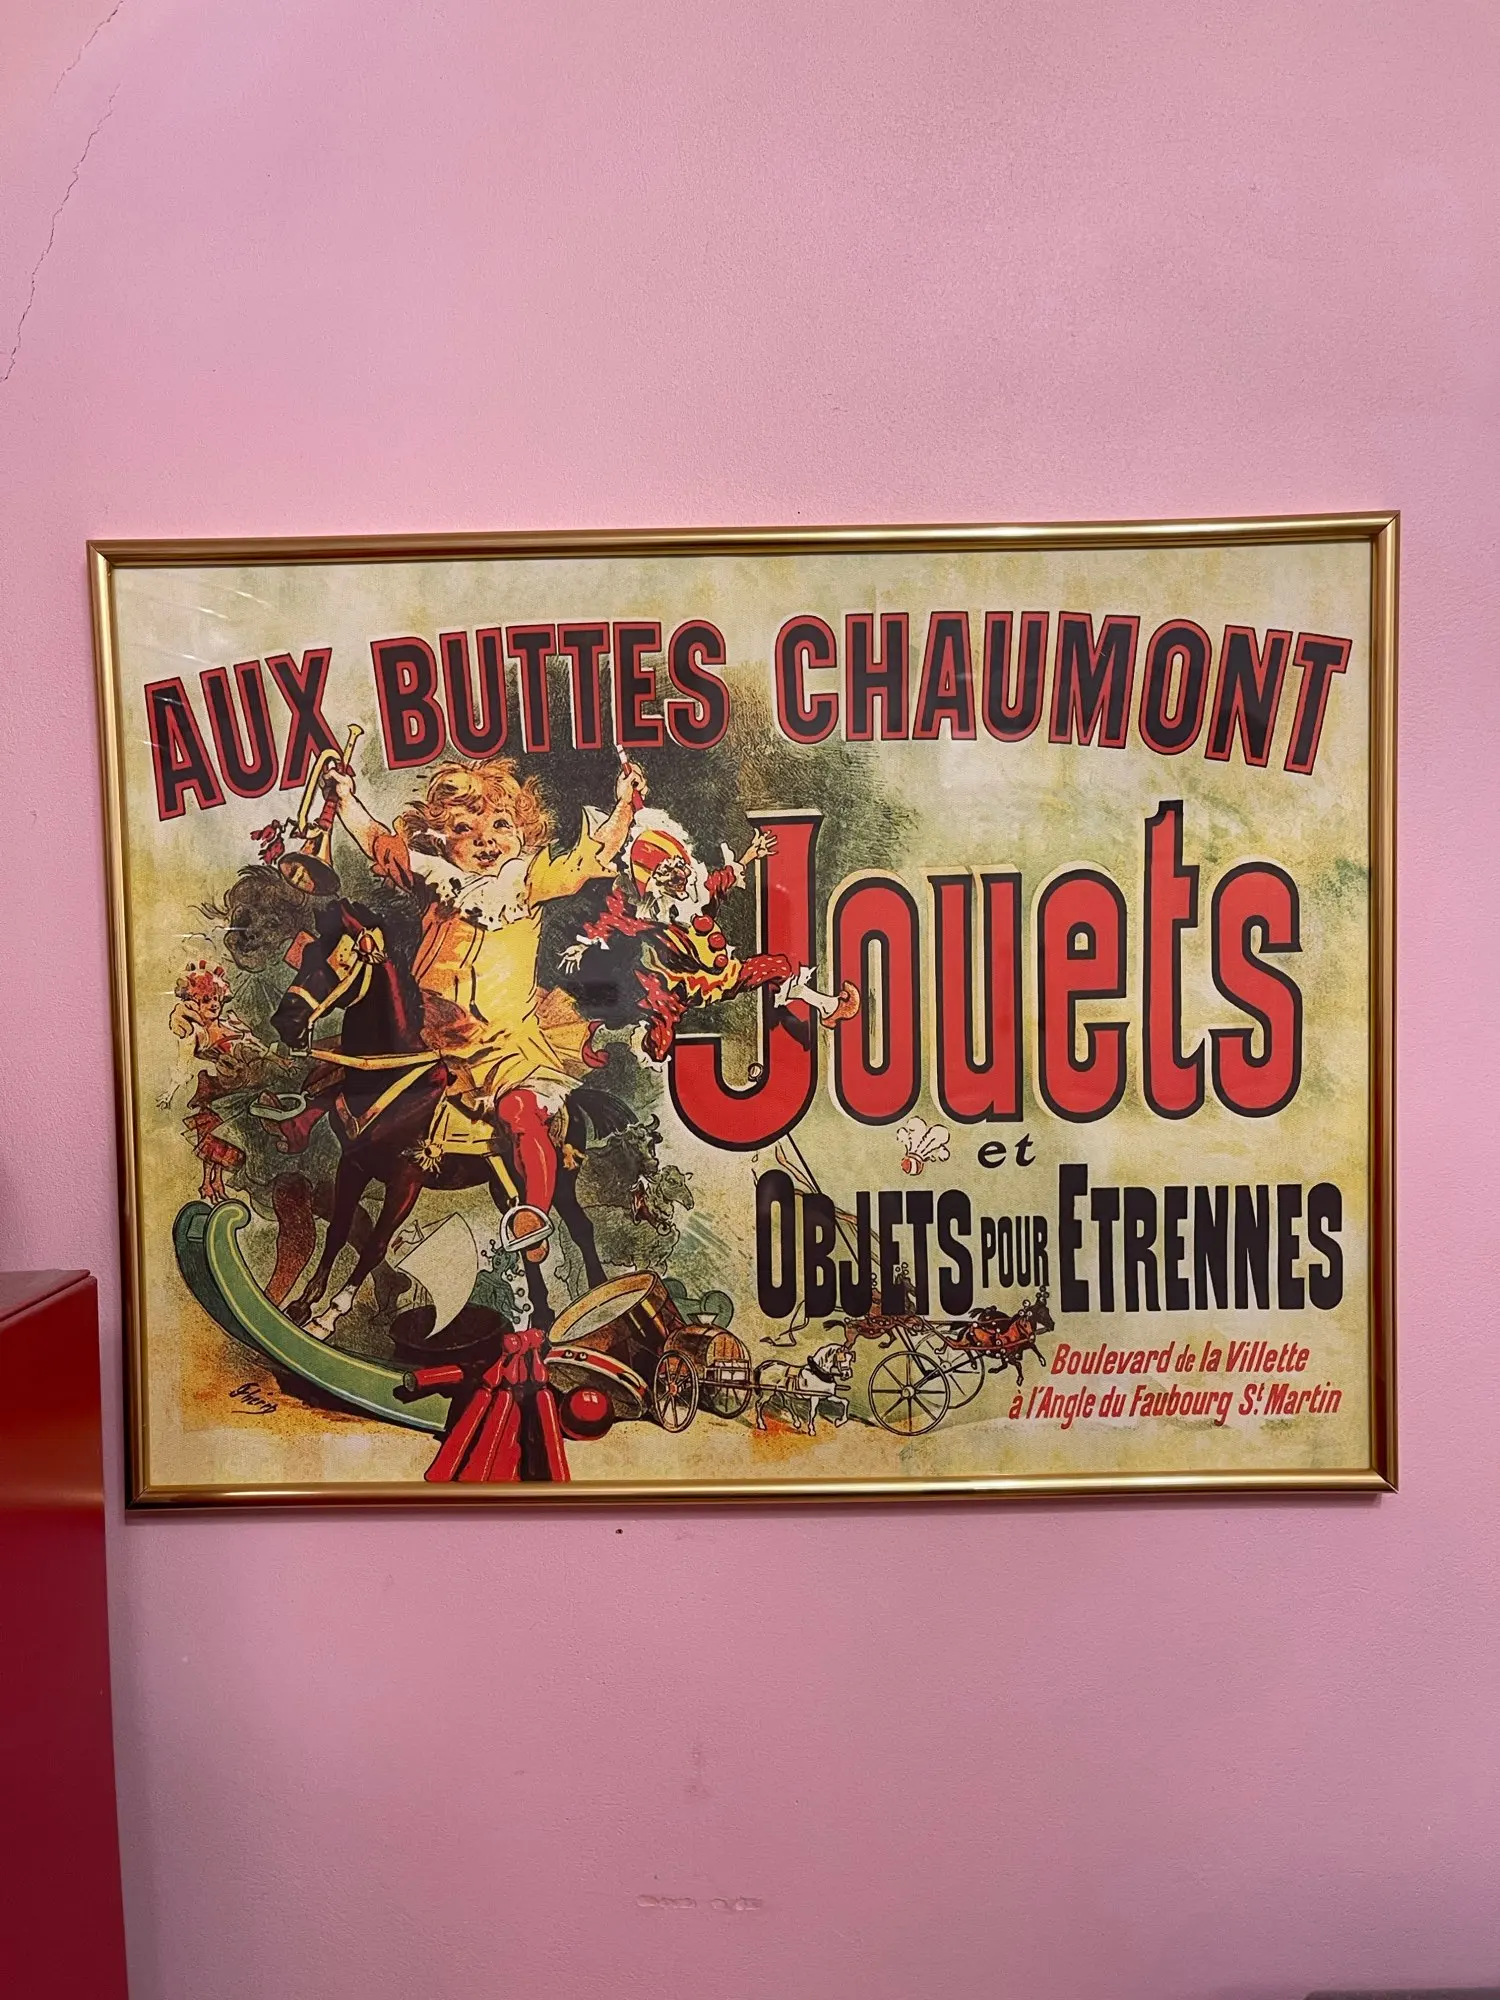 AUX BUTTES CHAUMONT
Jouets
et
OBJETS POUR ETRENNES
Boulevard de la Villette
à l'Angle du Faubourg St Martin